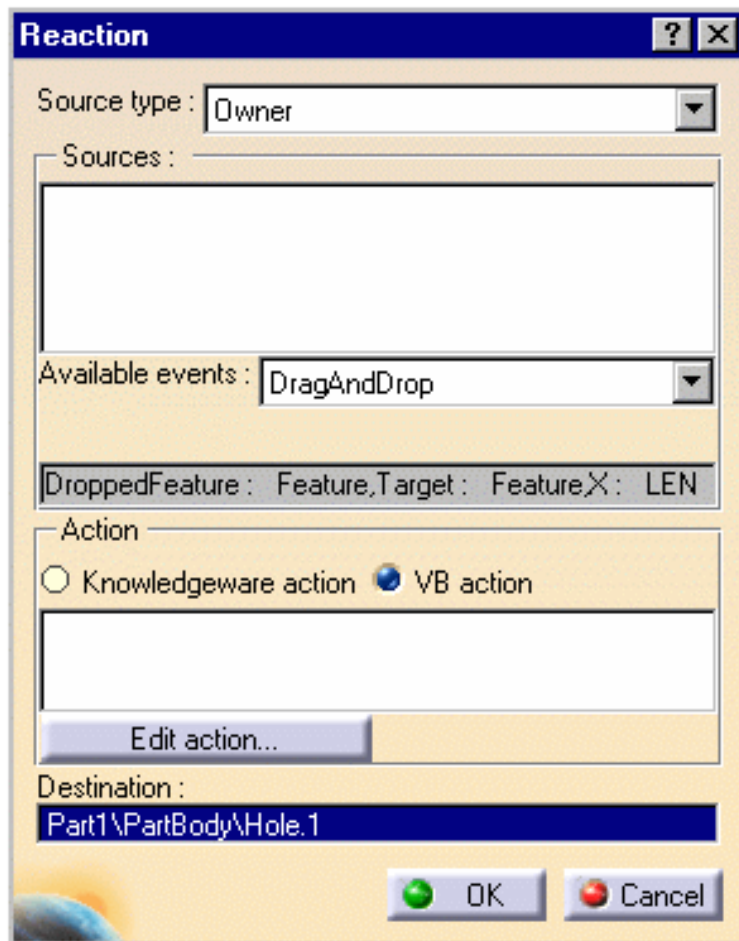 Reaction
Source type : Owner
Sources :
Available events : DragAndDrop
DroppedFeature :   Feature,Target :   Feature,X :   LEN
Action
Knowledgeware action VB action
Edit action...
Destination :
Part1\PartBody\Hole.1
OK Cancel